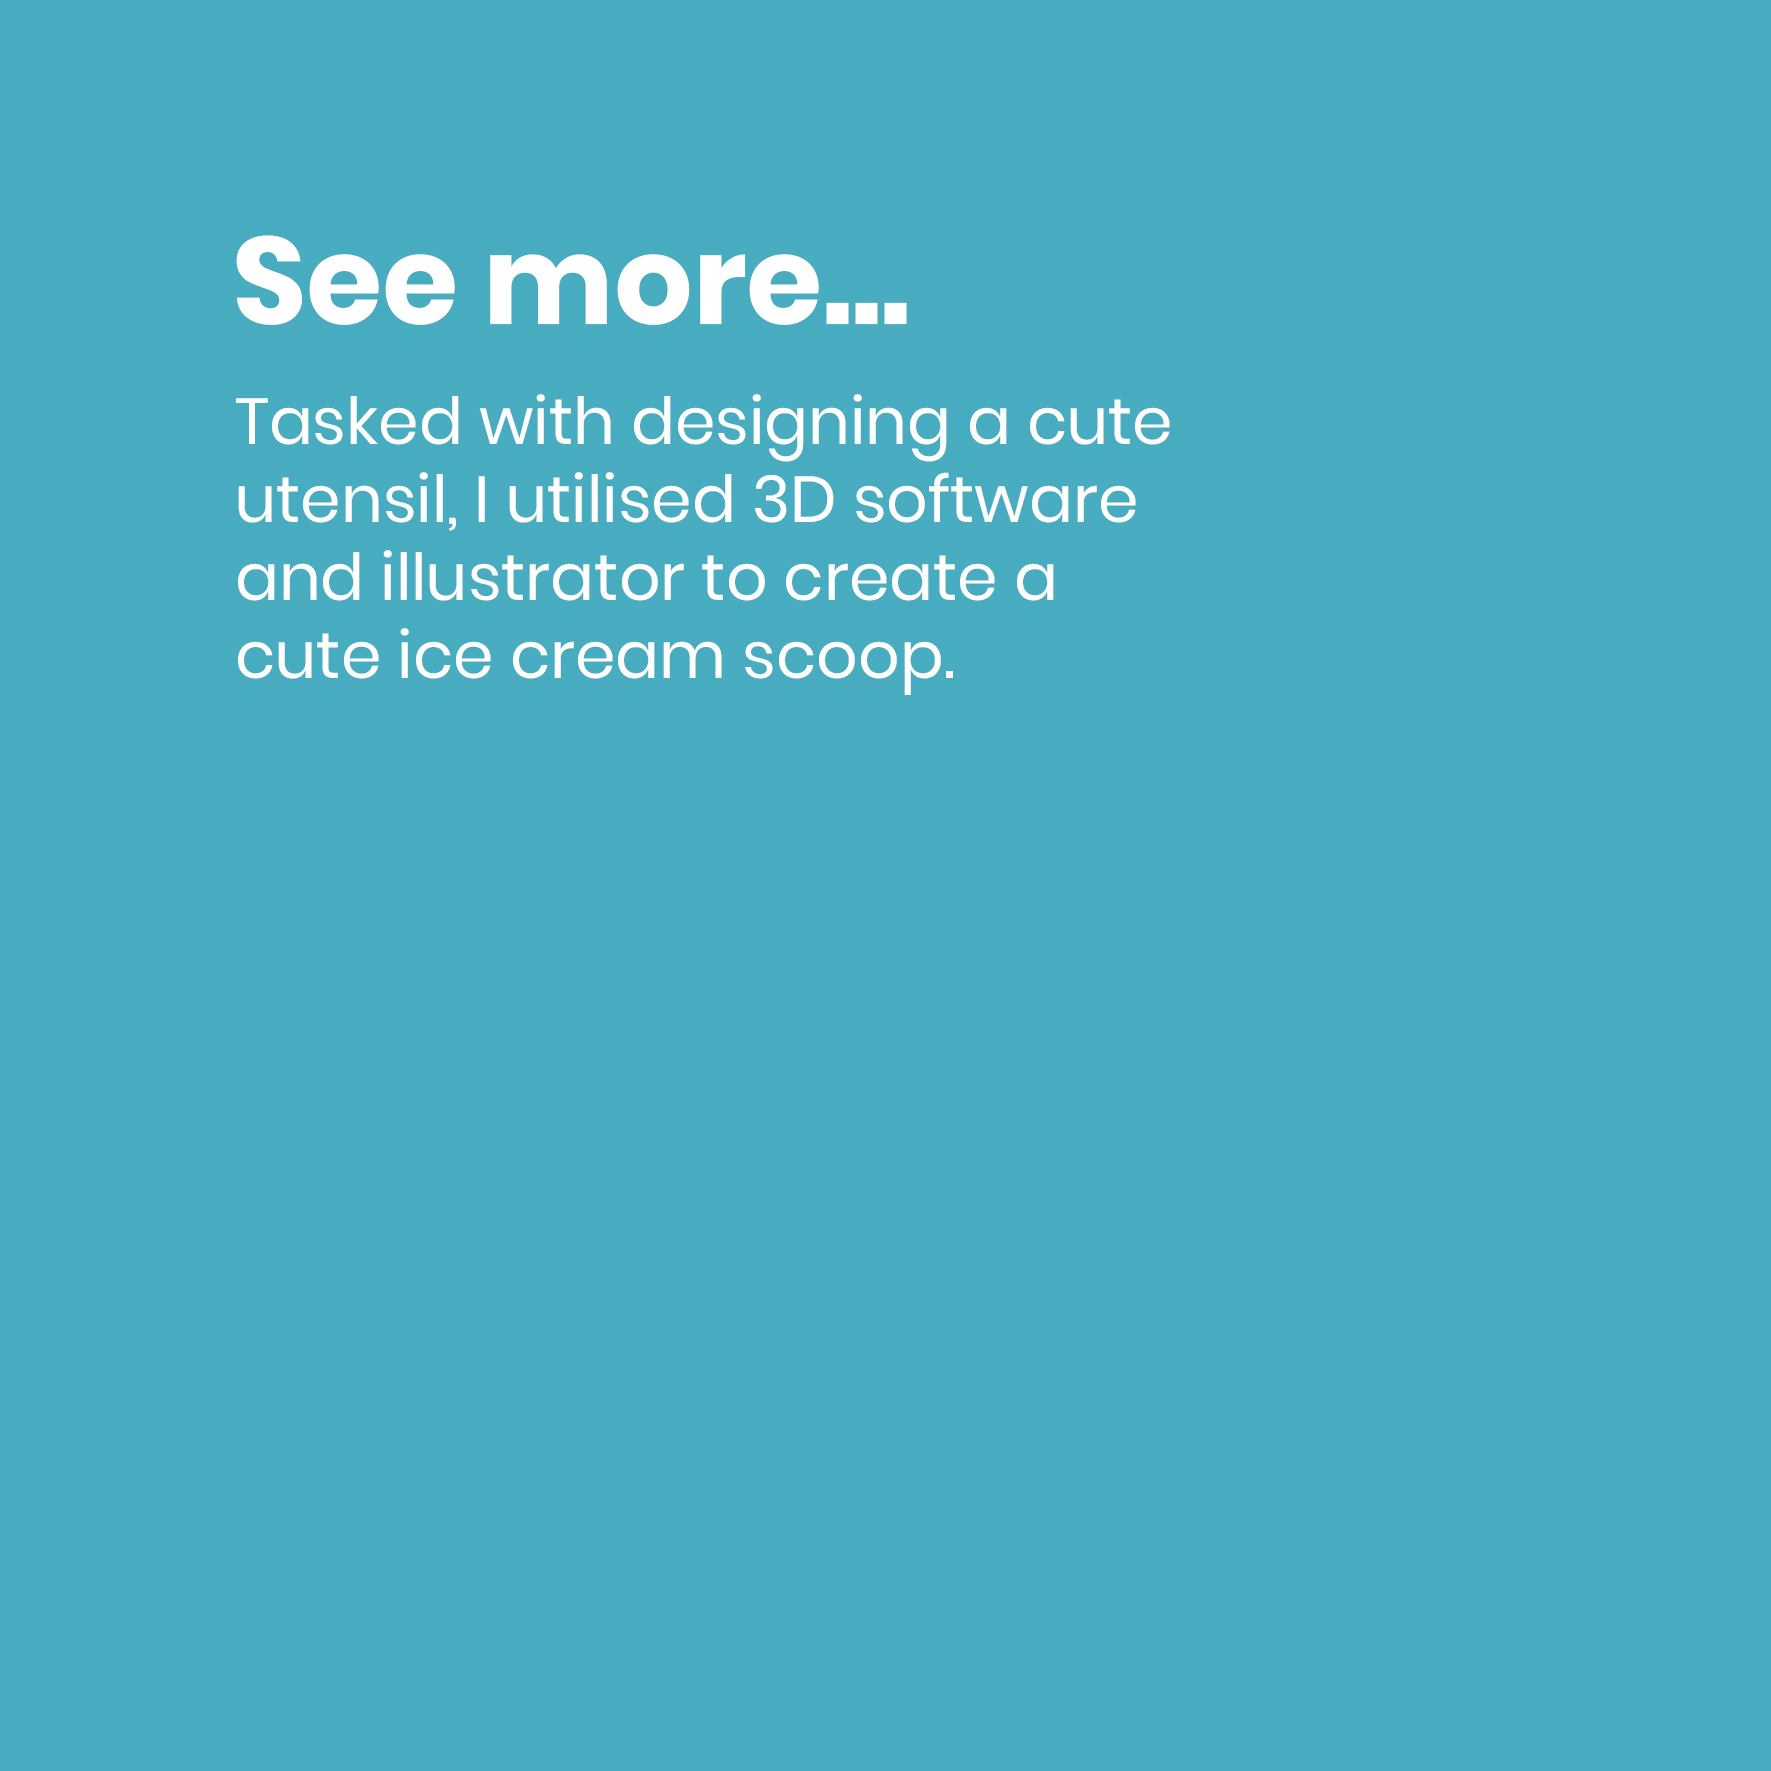 See more...
Tasked with designing a cute
utensil, I utilised 3D software
and illustrator to create a
cute ice cream scoop.